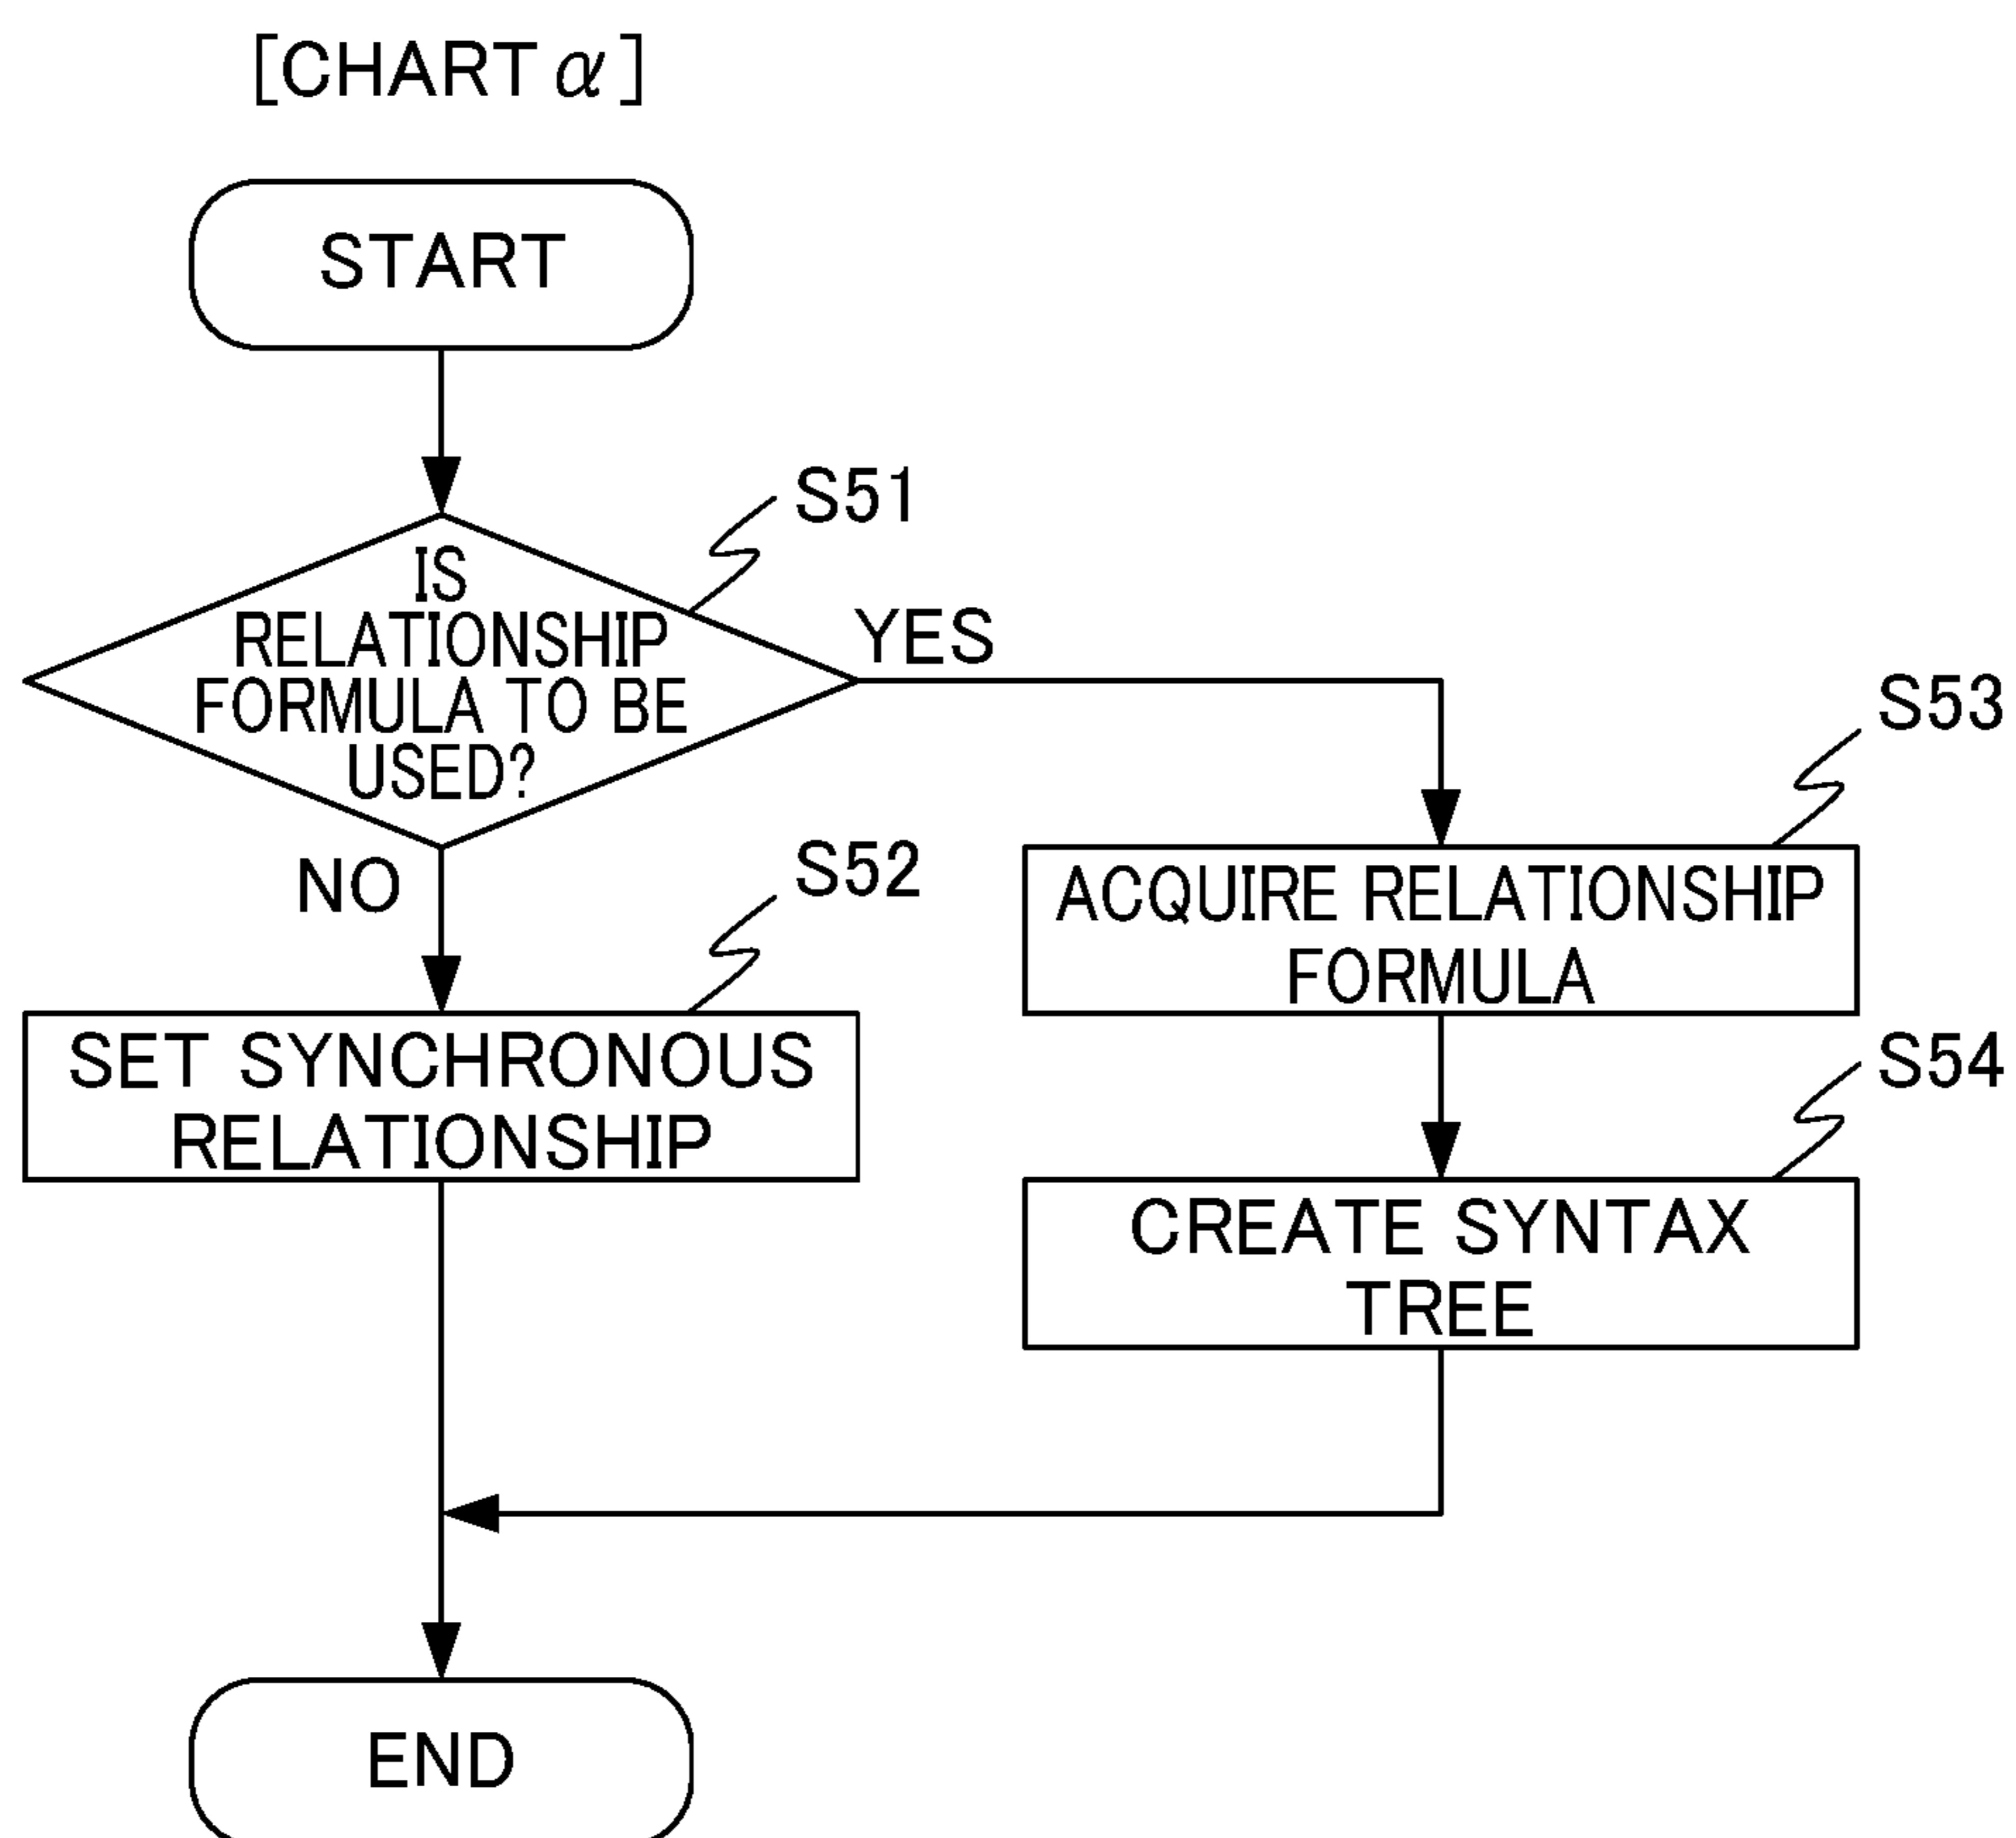 [CHART α]
START
S51
IS
RELATIONSHIP
FORMULA TO BE
USED?
YES
NO
S52
SET SYNCHRONOUS
RELATIONSHIP
S53
ACQUIRE RELATIONSHIP
FORMULA
S54
CREATE SYNTAX
TREE
END